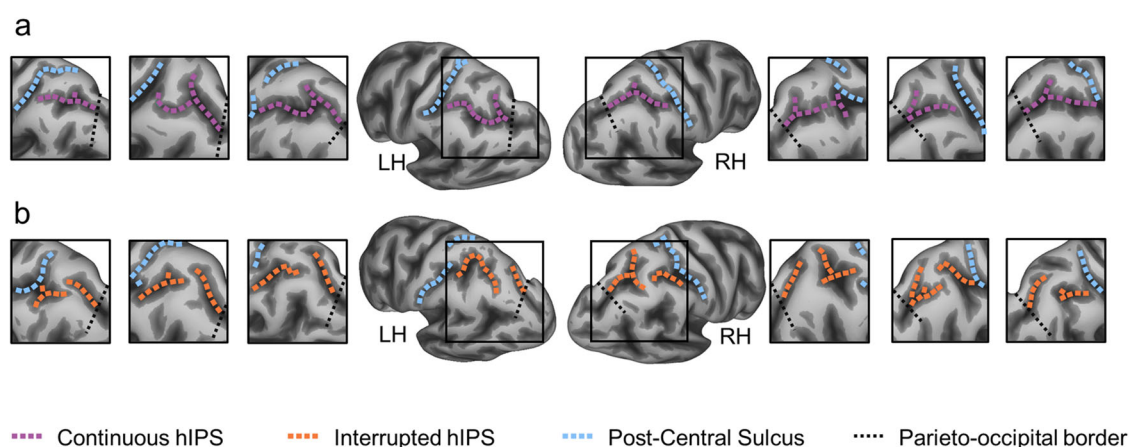 a
LH RH
b
LH RH
Continuous hIPS Interrupted hIPS Post-Central Sulcus Parieto-occipital border